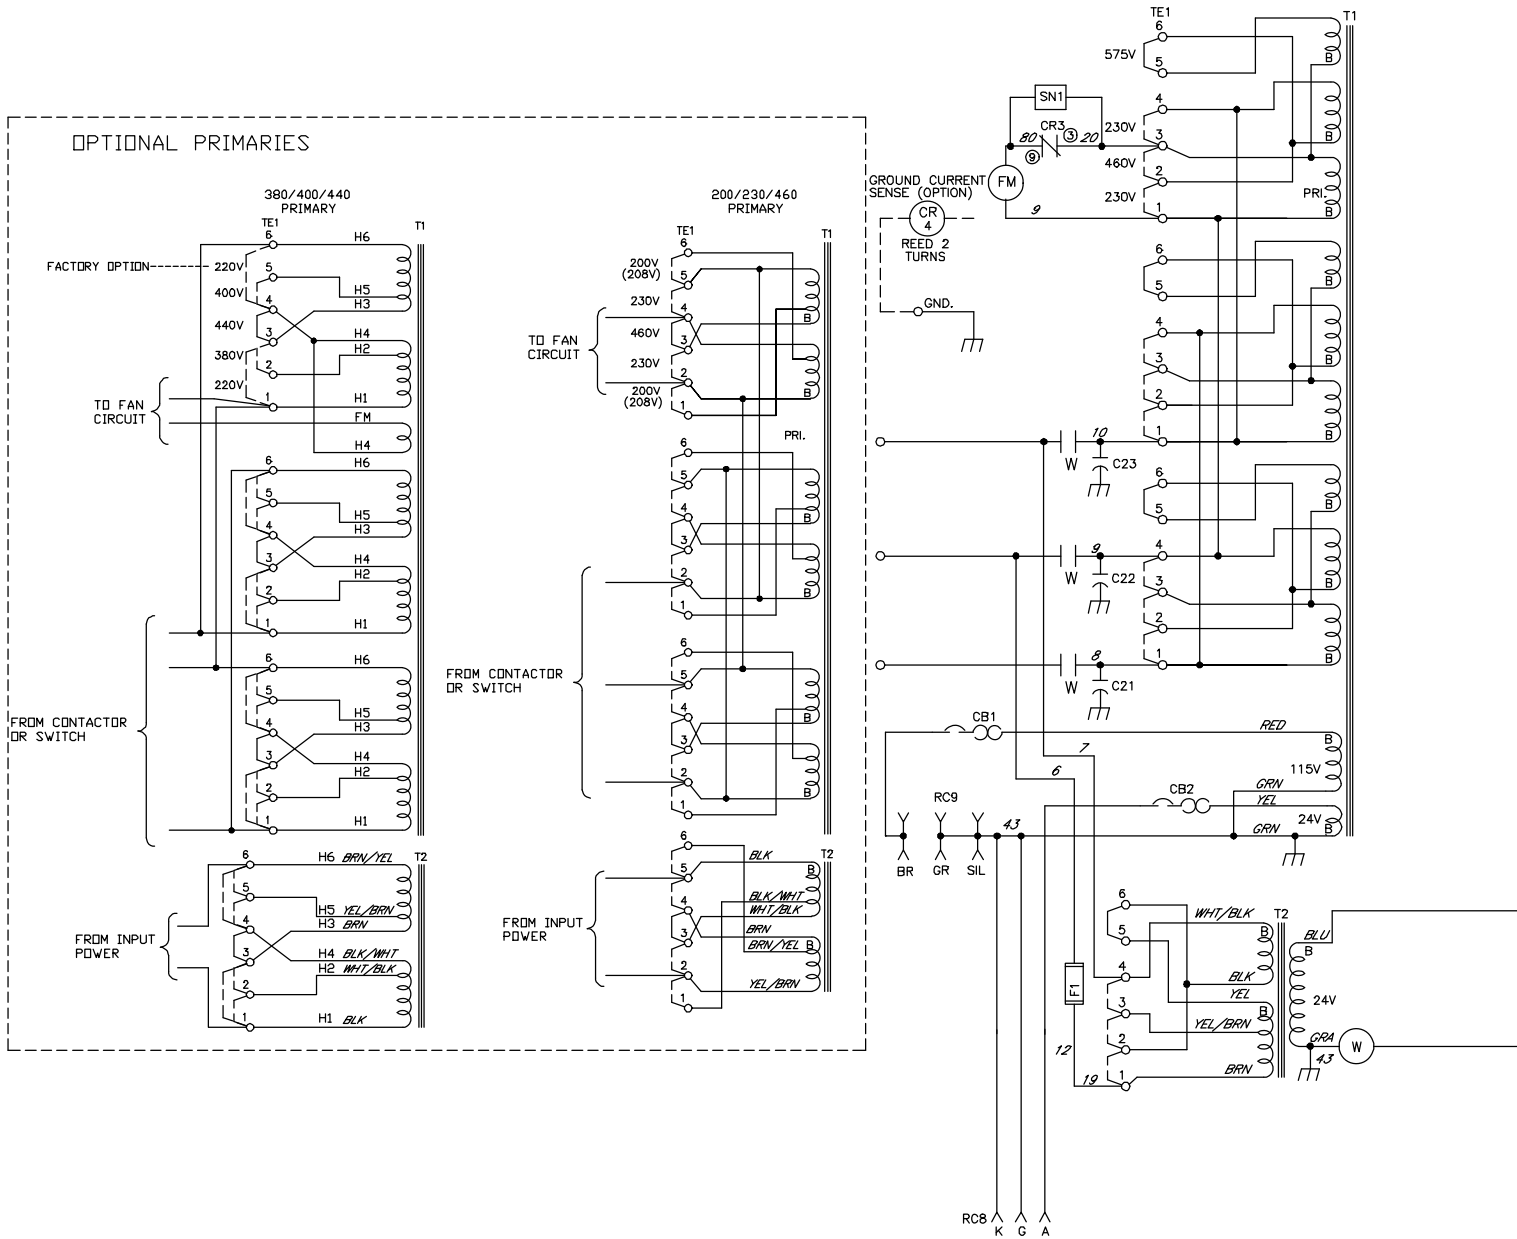 OPTIONAL PRIMARIES
380/400/440
PRIMARY
TE1
T1
6
H6
FACTORY OPTION
220V
5
400V
H5
H3
4
440V
3
H4
380V
H2
2
220V
1
H1
TO FAN
CIRCUIT
FM
H4
6
H6
5
H5
4
H3
3
H4
H2
2
1
H1
6
H6
5
H5
4
H3
FROM CONTACTOR
OR SWITCH
3
H4
H2
2
1
H1
6
H6 BRN/YEL
T2
5
H5 YEL/BRN
4
H3 BRN
FROM INPUT
POWER
3
H4 BLK/WHT
H2 WHT/BLK
2
1
H1 BLK
200/230/460
PRIMARY
TE1
T1
6
200V
(208V)
5
230V
4
B
TO FAN
CIRCUIT
460V
3
230V
2
200V
(208V)
B
1
PRI.
6
5
4
B
3
2
B
1
6
FROM CONTACTOR
OR SWITCH
5
4
B
3
2
B
1
6
BLK
T2
5
B
BLK/WHT
4
WHT/BLK
FROM INPUT
POWER
BRN
3
BRN/YEL
B
2
YEL/BRN
1
TE1
T1
6
575V
5
B
SN1
4
CR3
3
80
20
230V
3
B
9
460V
GROUND CURRENT
SENSE (OPTION)
FM
2
PRI.
230V
CR
4
9
1
B
REED 2
TURNS
6
5
B
GND.
4
3
B
2
10
1
B
W
C23
6
5
B
9
4
W
C22
3
B
2
8
1
B
W
C21
CB1
RED
B
7
115V
6
GRN
CB2
YEL
RC9
24V
43
GRN
B
BR
GR
SIL
6
WHT/BLK
T2
5
B
BLU
B
4
BLK
YEL
F1
3
B
24V
YEL/BRN
2
GRA
W
12
43
19
1
BRN
RC8
K
G
A